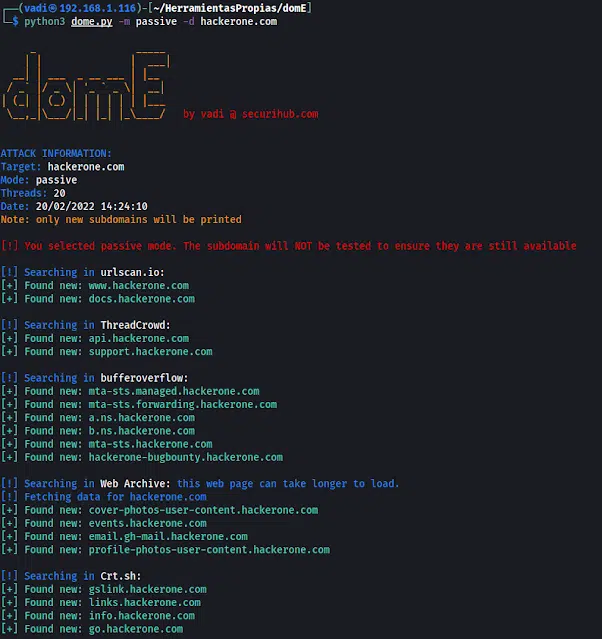 ┌──(vadi㉿192.168.1.116)-[~/HerramientasPropias/domE]
└─$ python3 dome.py -m passive -d hackerone.com
domE
by vadi @ securihub.com
ATTACK INFORMATION:
Target: hackerone.com
Mode: passive
Threads: 20
Date: 20/02/2022 14:24:10
Note: only new subdomains will be printed
[!] You selected passive mode. The subdomain will NOT be tested to ensure they are still available
[!] Searching in urlscan.io:
[+] Found new: www.hackerone.com
[+] Found new: docs.hackerone.com
[!] Searching in ThreadCrowd:
[+] Found new: api.hackerone.com
[+] Found new: support.hackerone.com
[!] Searching in bufferoverflow:
[+] Found new: mta-sts.managed.hackerone.com
[+] Found new: mta-sts.forwarding.hackerone.com
[+] Found new: a.ns.hackerone.com
[+] Found new: b.ns.hackerone.com
[+] Found new: mta-sts.hackerone.com
[+] Found new: hackerone-bugbounty.hackerone.com
[!] Searching in Web Archive: this web page can take longer to load.
[!] Fetching data for hackerone.com
[+] Found new: cover-photos-user-content.hackerone.com
[+] Found new: events.hackerone.com
[+] Found new: email.gh-mail.hackerone.com
[+] Found new: profile-photos-user-content.hackerone.com
[!] Searching in Crt.sh:
[+] Found new: gslink.hackerone.com
[+] Found new: links.hackerone.com
[+] Found new: info.hackerone.com
[+] Found new: go.hackerone.com